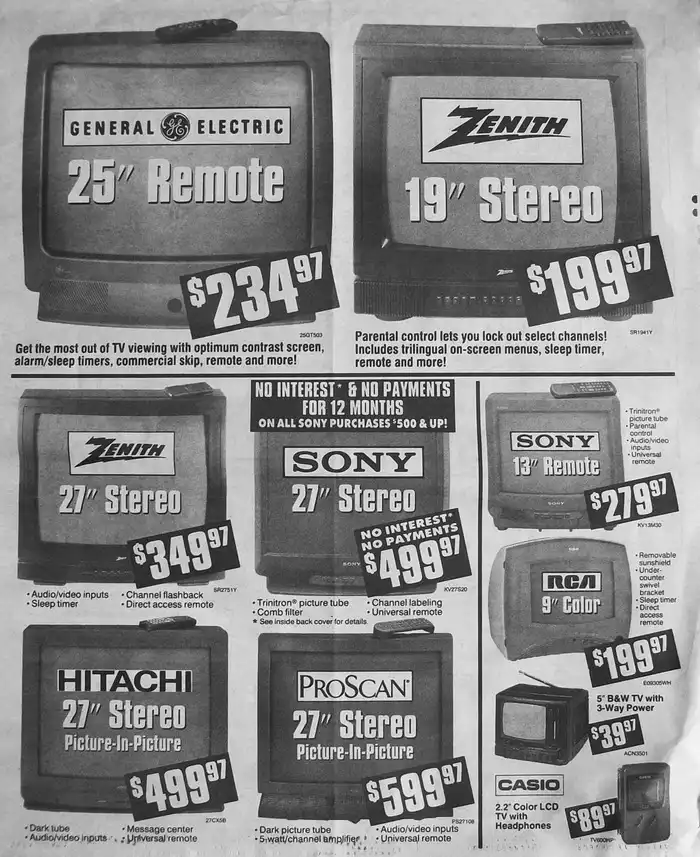 GENERAL GE ELECTRIC
25" Remote
$234 97
25GT503
Get the most out of TV viewing with optimum contrast screen,
alarm/sleep timers, commercial skip, remote and more!
ZENITH
19" Stereo
ZENITH
$199 97
SR1941Y
Parental control lets you lock out select channels!
Includes trilingual on-screen menus, sleep timer,
remote and more!
ZENITH
27" Stereo
$349 97
SR2751Y
• Audio/video inputs
• Sleep timer
• Channel flashback
• Direct access remote
NO INTEREST* & NO PAYMENTS
FOR 12 MONTHS
ON ALL SONY PURCHASES $500 & UP!
SONY
27" Stereo
NO INTEREST*
NO PAYMENTS
$499 97
SONY
KV27S20
• Trinitron® picture tube
• Comb filter
• Channel labeling
• Universal remote
* See inside back cover for details.
HITACHI
27" Stereo
Picture-In-Picture
$499 97
27CX5B
• Dark tube
• Audio/video inputs
• Message center
• Universal remote
PROSCAN
27" Stereo
Picture-In-Picture
$599 97
PS27108
• Dark picture tube
• 5-watt/channel amplifier
• Audio/video inputs
• Universal remote
SONY
13" Remote
SONY
$279 97
KV13M30
• Trinitron®
picture tube
• Parental
control
• Audio/video
inputs
• Universal
remote
RCA
9" Color
$199 97
E09305WH
• Removable
sunshield
• Under-
counter
swivel
bracket
• Sleep timer
• Direct
access
remote
5" B&W TV with
3-Way Power
$39 97
ACN3501
CASIO
2.2" Color LCD
TV with
Headphones
$89 97